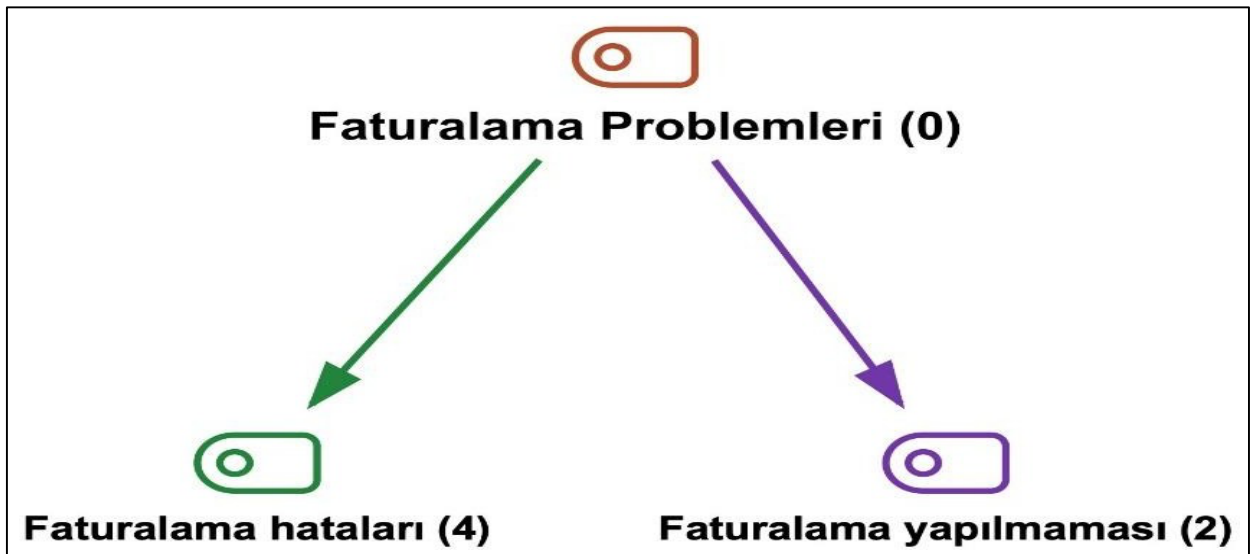 Faturalama Problemleri (0)
Faturalama hataları (4)
Faturalama yapılmaması (2)